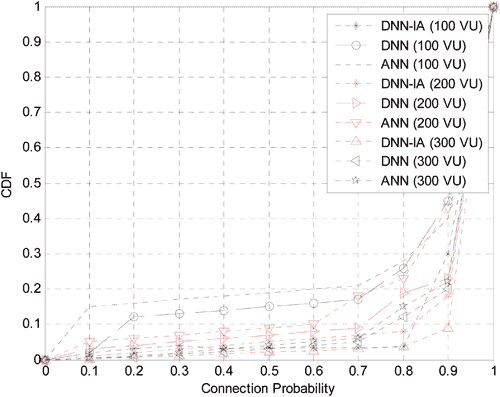 1
0.9
0.8
0.7
0.6
0.5
0.4
0.3
0.2
0.1
0
CDF
DNN-IA (100 VU)
DNN (100 VU)
ANN (100 VU)
DNN-IA (200 VU)
DNN (200 VU)
ANN (200 VU)
DNN-IA (300 VU)
DNN (300 VU)
ANN (300 VU)
0 0.1 0.2 0.3 0.4 0.5 0.6 0.7 0.8 0.9 1
Connection Probability